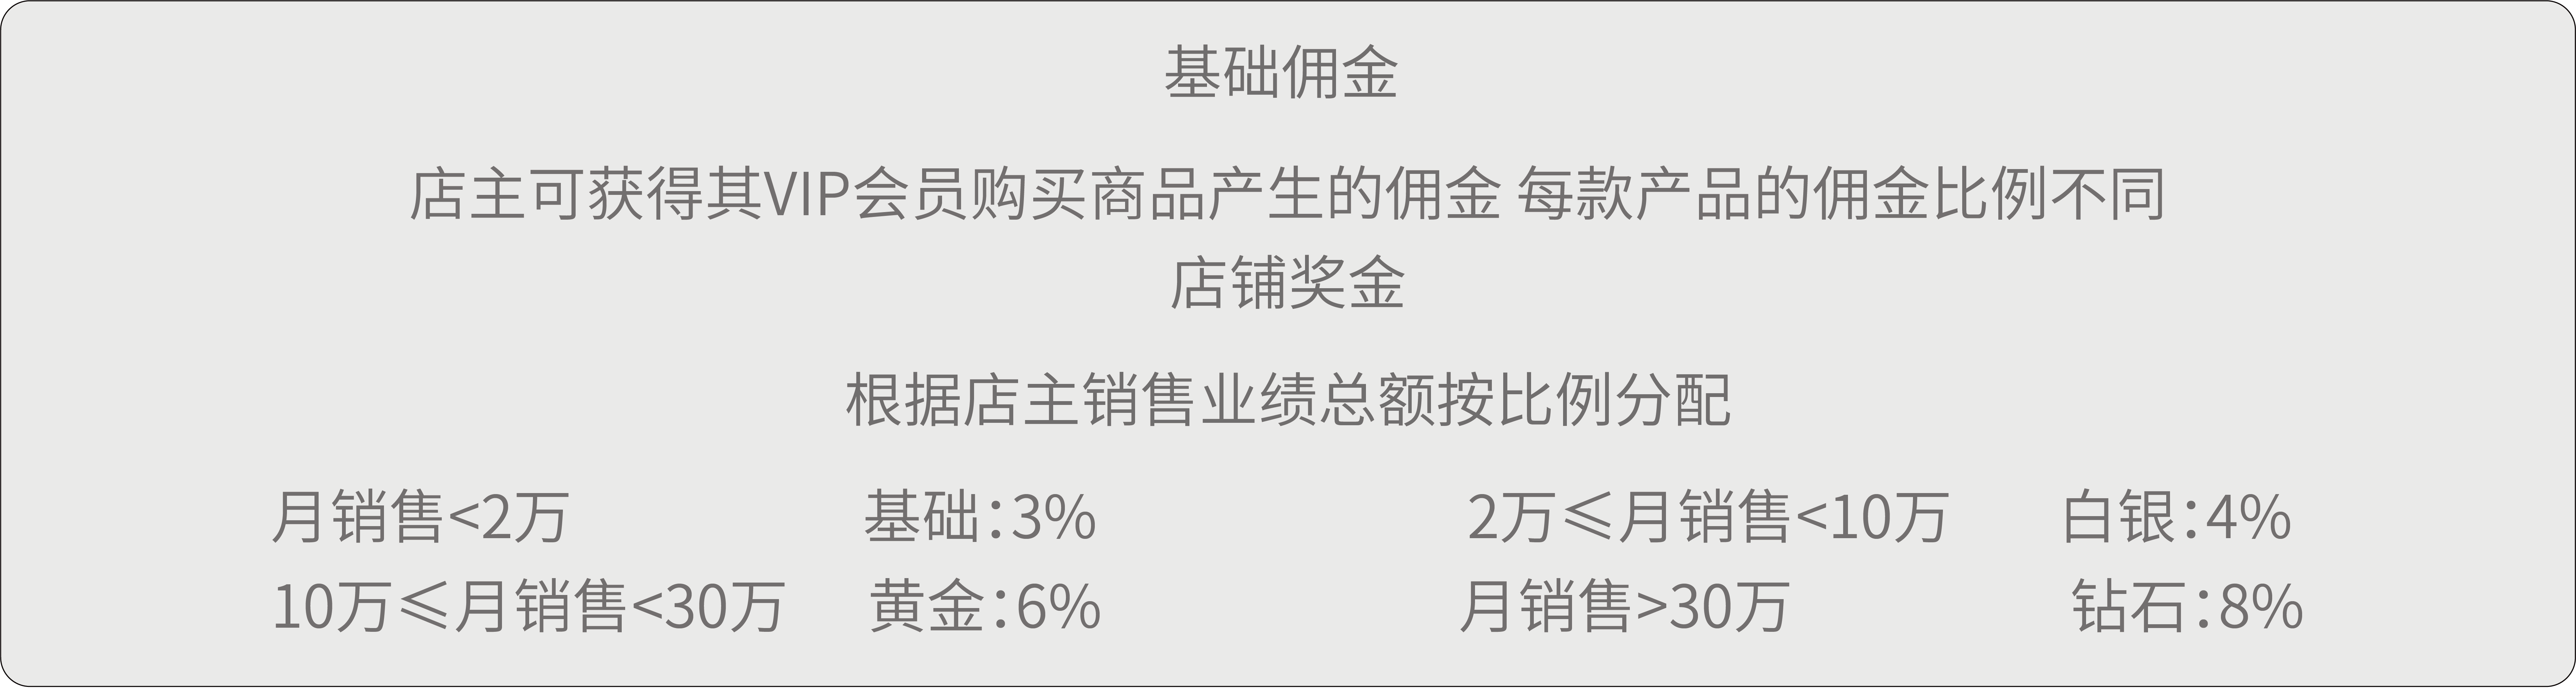 基础佣金
店主可获得其VIP会员购买商品产生的佣金 每款产品的佣金比例不同
店铺奖金
根据店主销售业绩总额按比例分配
月销售<2万 基础:3% 2万≤月销售<10万 白银:4%
10万≤月销售<30万 黄金:6% 月销售>30万 钻石:8%